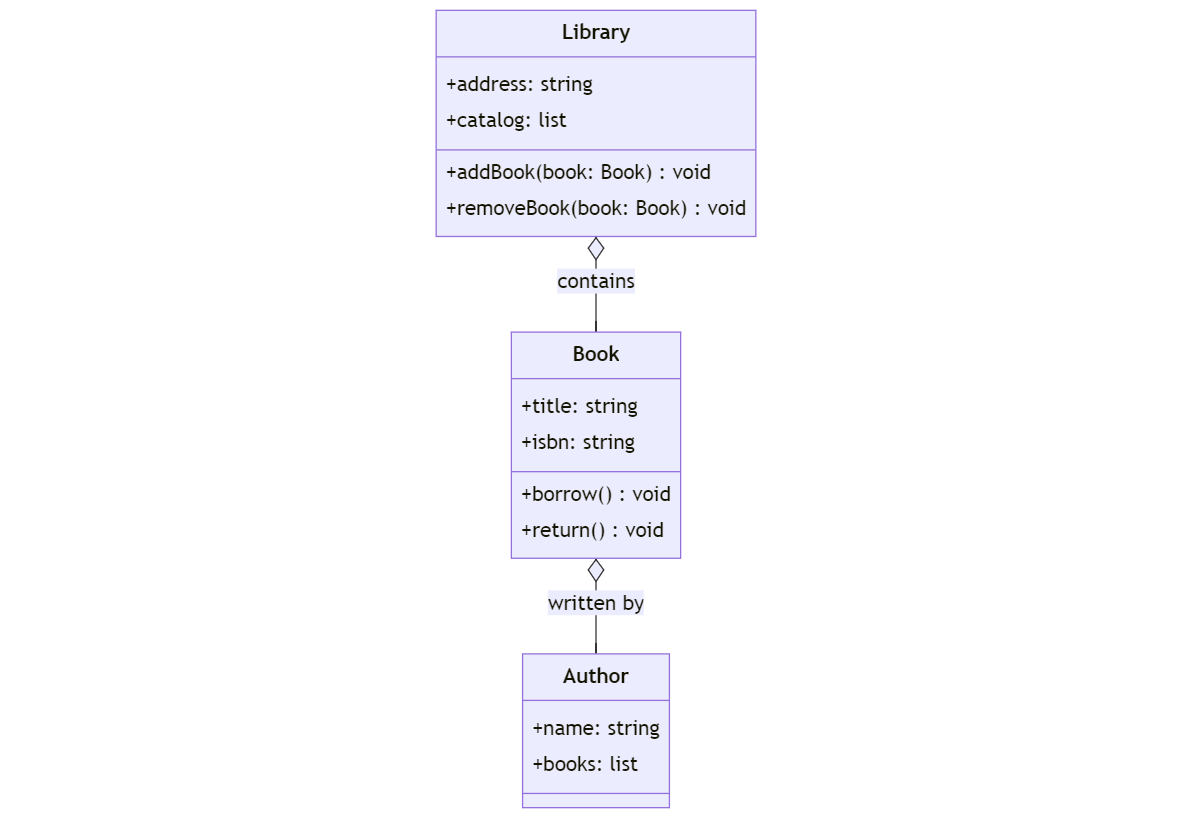 Library
+address: string
+catalog: list
+addBook(book: Book) : void
+removeBook(book: Book) : void
contains
Book
+title: string
+isbn: string
+borrow() : void
+return() : void
written by
Author
+name: string
+books: list